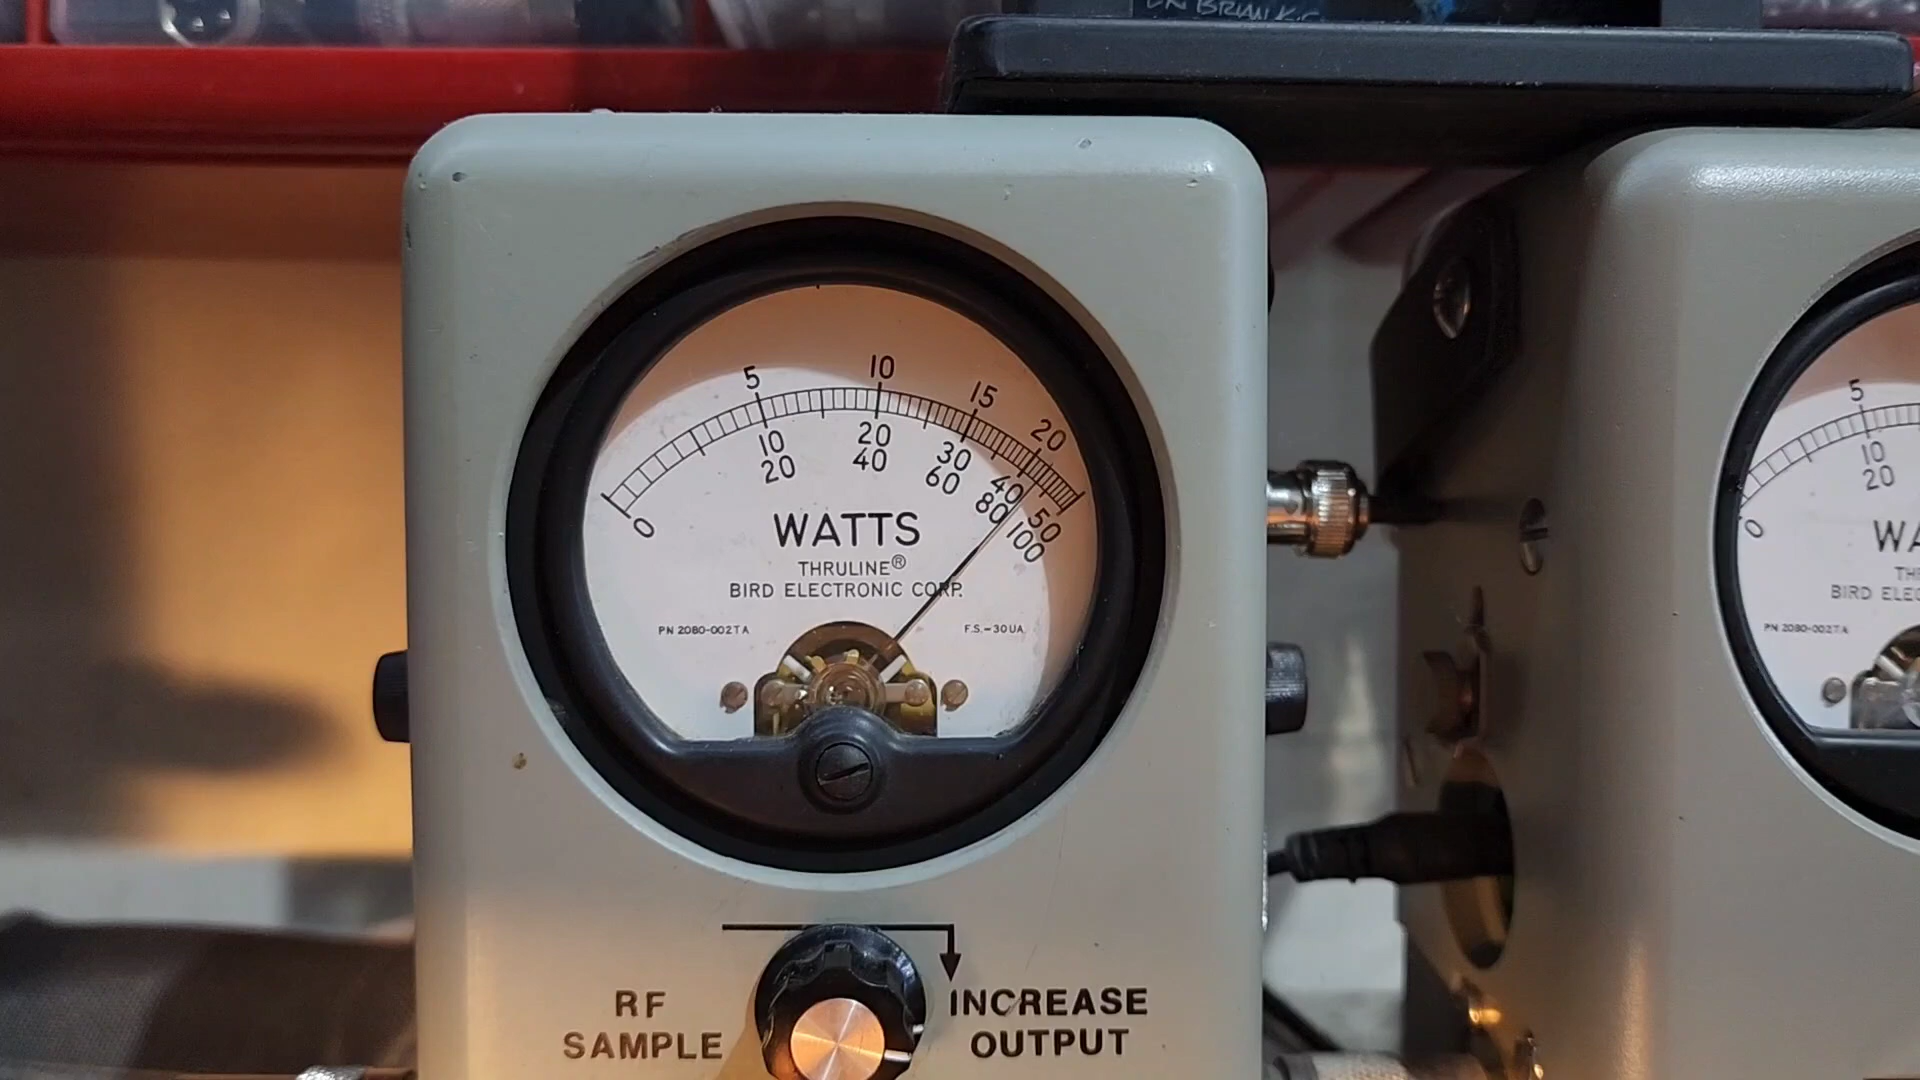 5 10 15 20
0 10 20 30 40 50
20 40 60 80 100
WATTS
THRULINE®
BIRD ELECTRONIC CORP.
PN 2080-002TA F.S.-30UA
RF
SAMPLE
INCREASE
OUTPUT
5
0 10
20
PN 2080-002TA